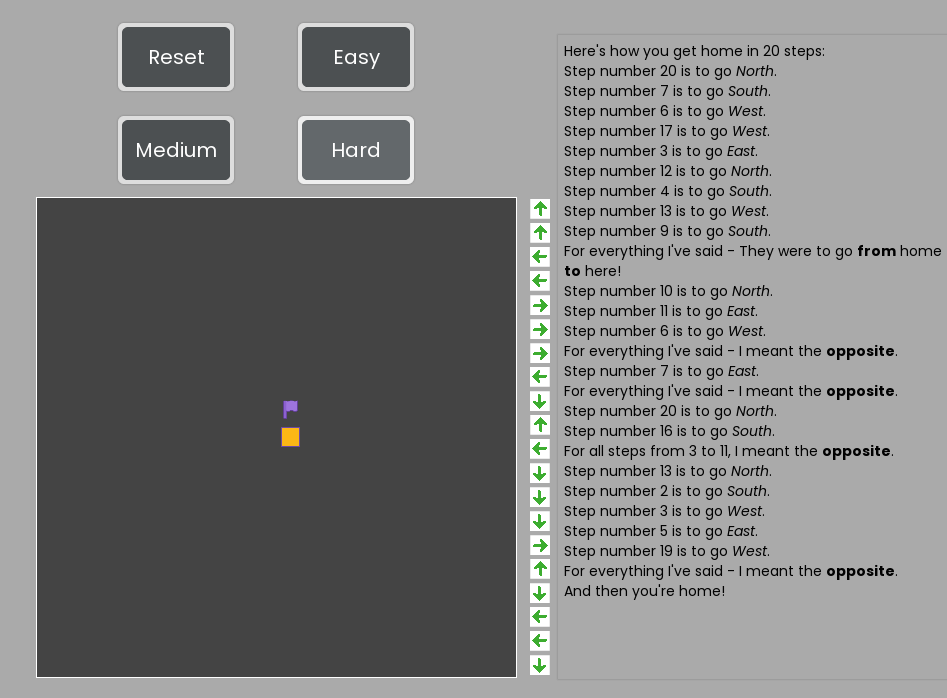 Reset
Easy
Medium
Hard
Here's how you get home in 20 steps:
Step number 20 is to go North.
Step number 7 is to go South.
Step number 6 is to go West.
Step number 17 is to go West.
Step number 3 is to go East.
Step number 12 is to go North.
Step number 4 is to go South.
Step number 13 is to go West.
Step number 9 is to go South.
For everything I've said - They were to go from home
to here!
Step number 10 is to go North.
Step number 11 is to go East.
Step number 6 is to go West.
For everything I've said - I meant the opposite.
Step number 7 is to go East.
For everything I've said - I meant the opposite.
Step number 20 is to go North.
Step number 16 is to go South.
For all steps from 3 to 11, I meant the opposite.
Step number 13 is to go North.
Step number 2 is to go South.
Step number 3 is to go West.
Step number 5 is to go East.
Step number 19 is to go West.
For everything I've said - I meant the opposite.
And then you're home!